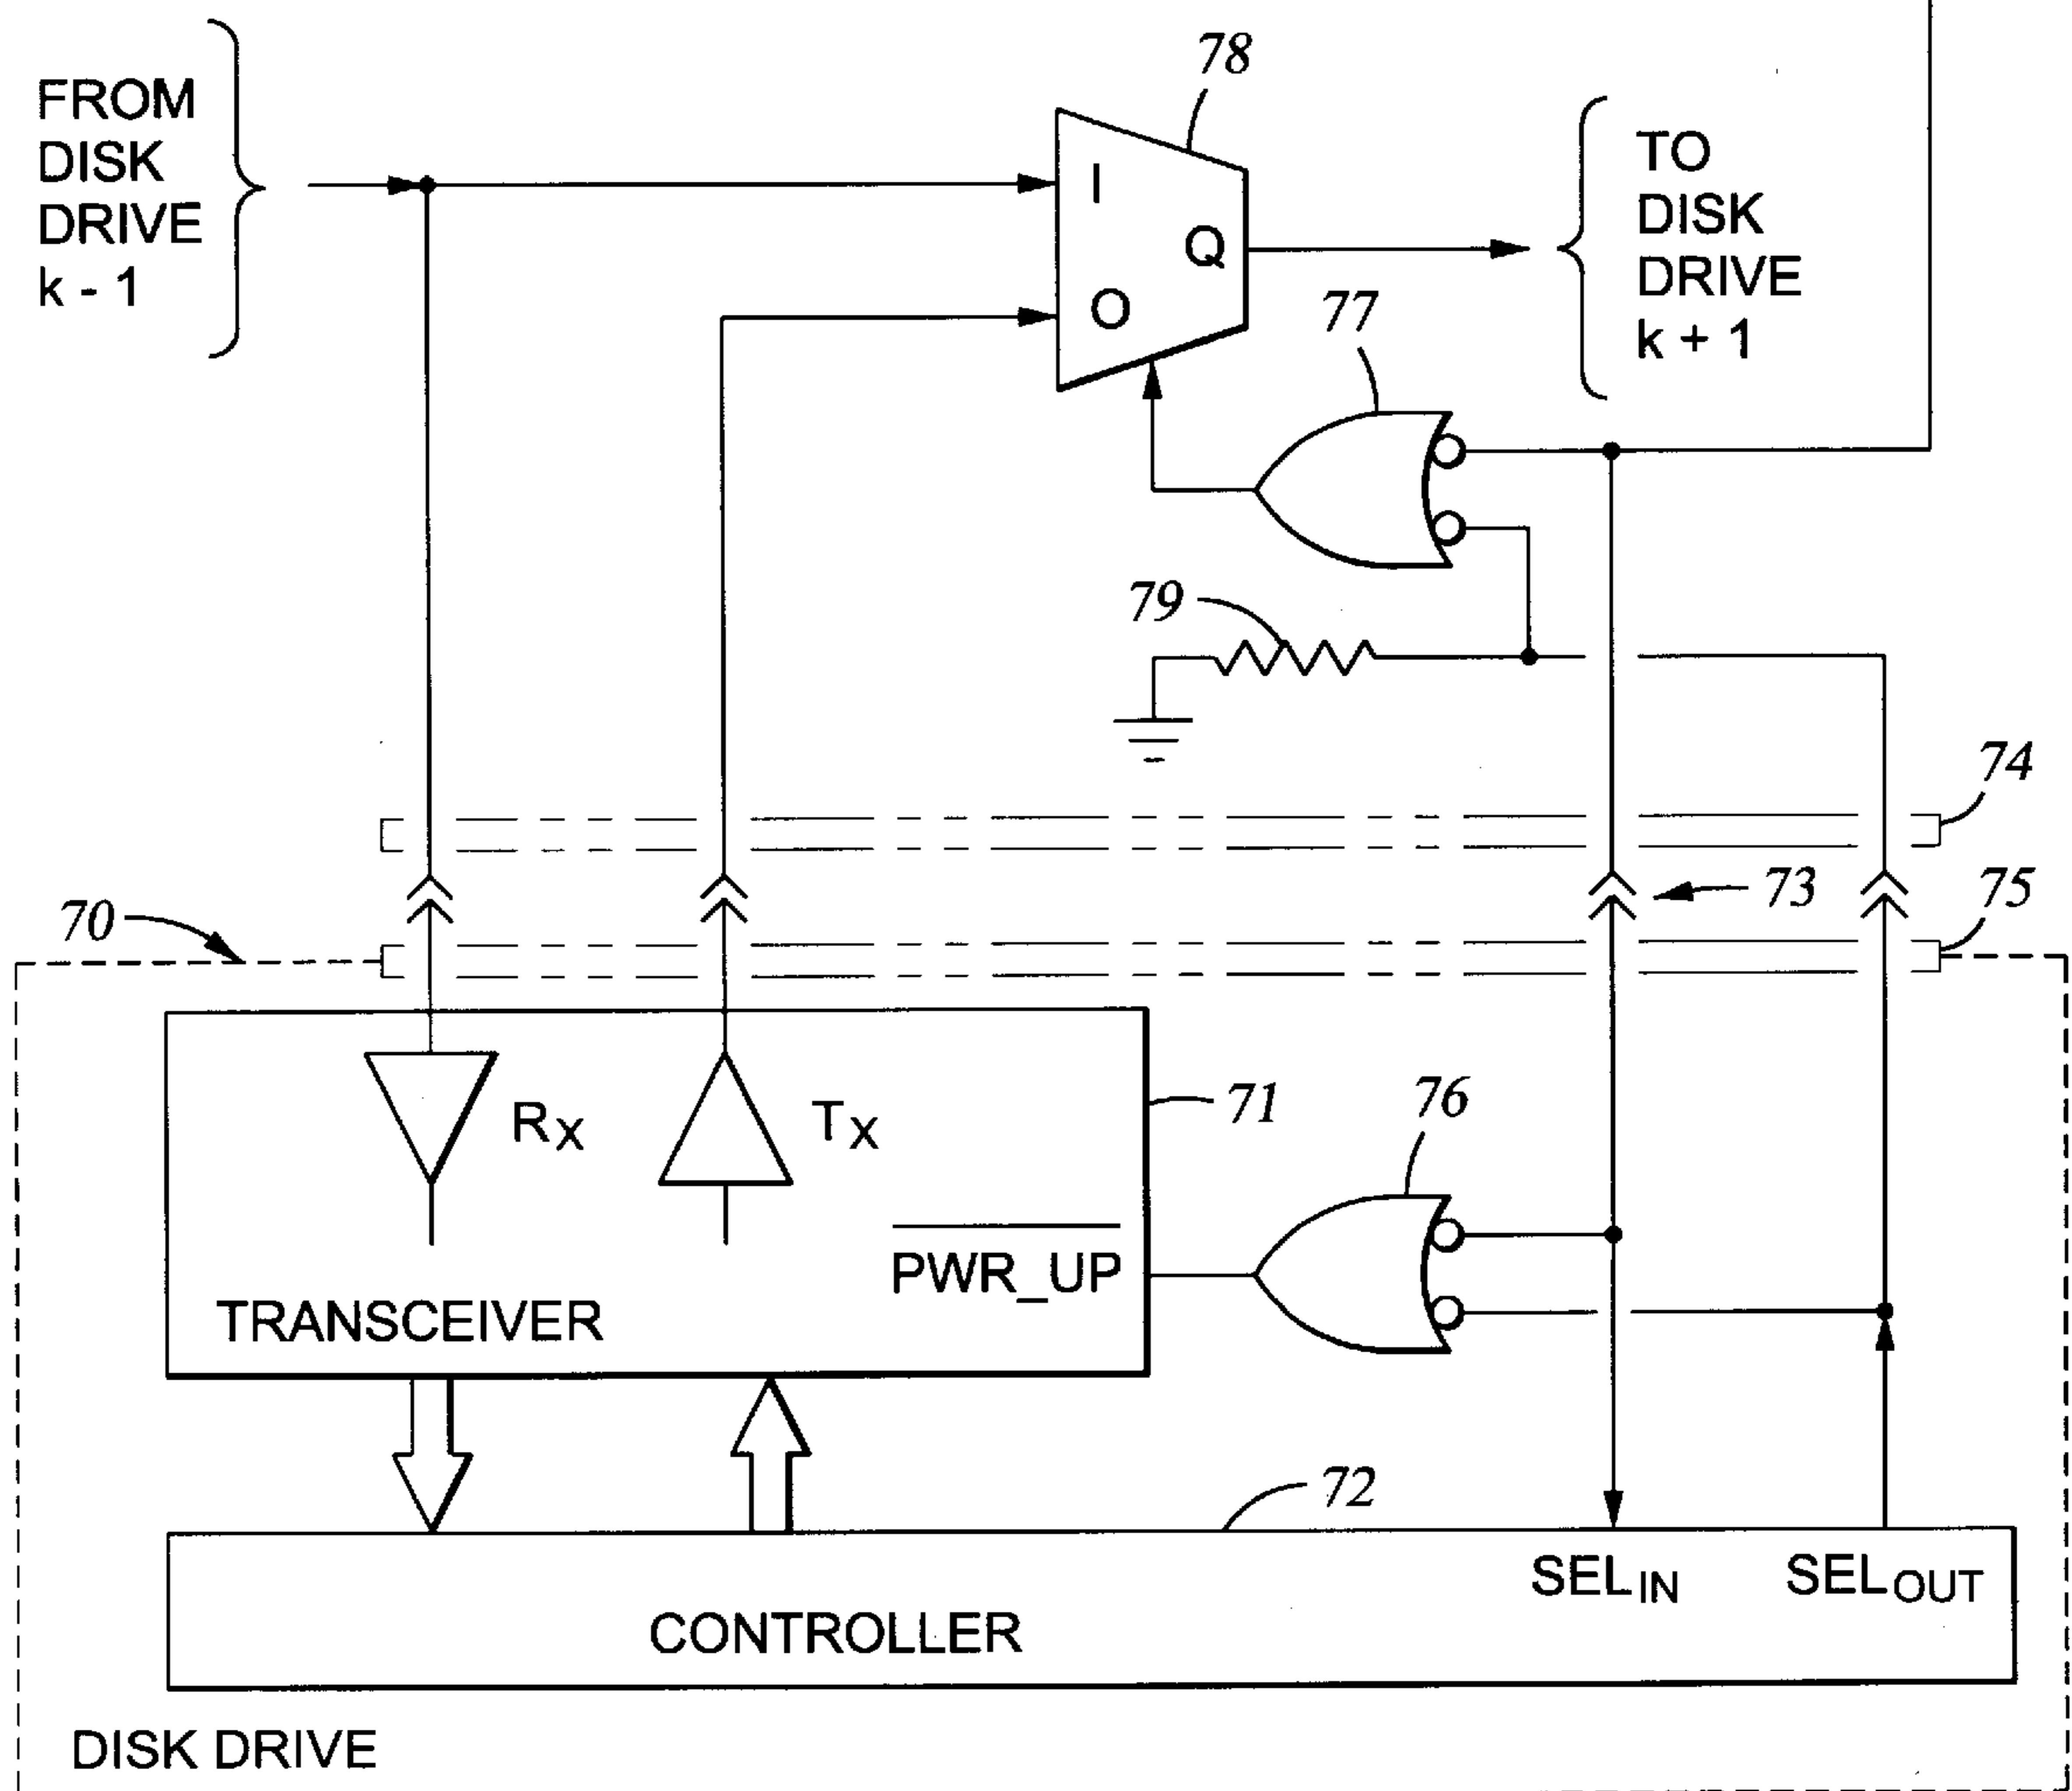 FROM
DISK
DRIVE
k - 1
78
I
O
Q
TO
DISK
DRIVE
k + 1
77
79
74
73
75
70
RX
TX
71
76
PWR_UP
TRANSCEIVER
72
SELIN
SELOUT
CONTROLLER
DISK DRIVE